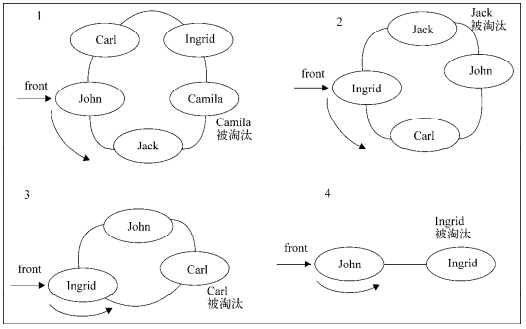 1
Carl
Ingrid
front
John
Camila
Camila
被淘汰
Jack
2
Jack
被淘汰
Jack
John
front
Ingrid
Carl
3
John
front
Ingrid
Carl
Carl
被淘汰
4
Ingrid
被淘汰
front
John
Ingrid